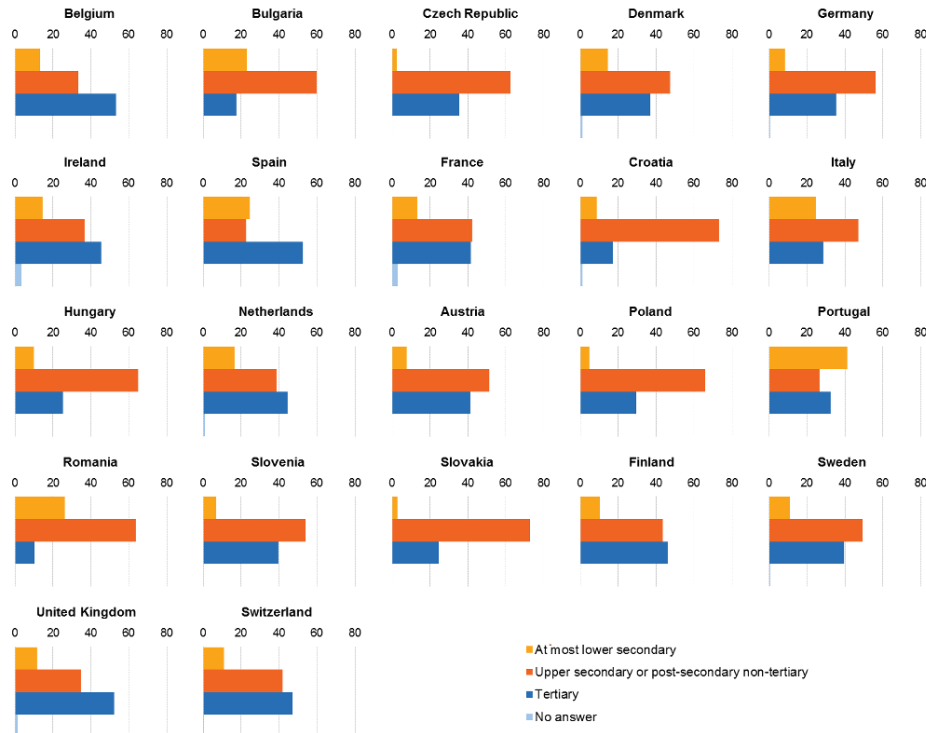 Belgium Bulgaria Czech Republic Denmark Germany
0 20 40 60 80 0 20 40 60 80 0 20 40 60 80 0 20 40 60 80 0 20 40 60 80
Ireland Spain France Croatia Italy
0 20 40 60 80 0 20 40 60 80 0 20 40 60 80 0 20 40 60 80 0 20 40 60 80
Hungary Netherlands Austria Poland Portugal
0 20 40 60 80 0 20 40 60 80 0 20 40 60 80 0 20 40 60 80 0 20 40 60 80
Romania Slovenia Slovakia Finland Sweden
0 20 40 60 80 0 20 40 60 80 0 20 40 60 80 0 20 40 60 80 0 20 40 60 80
United Kingdom Switzerland
0 20 40 60 80 0 20 40 60 80
At most lower secondary
Upper secondary or post-secondary non-tertiary
Tertiary
No answer